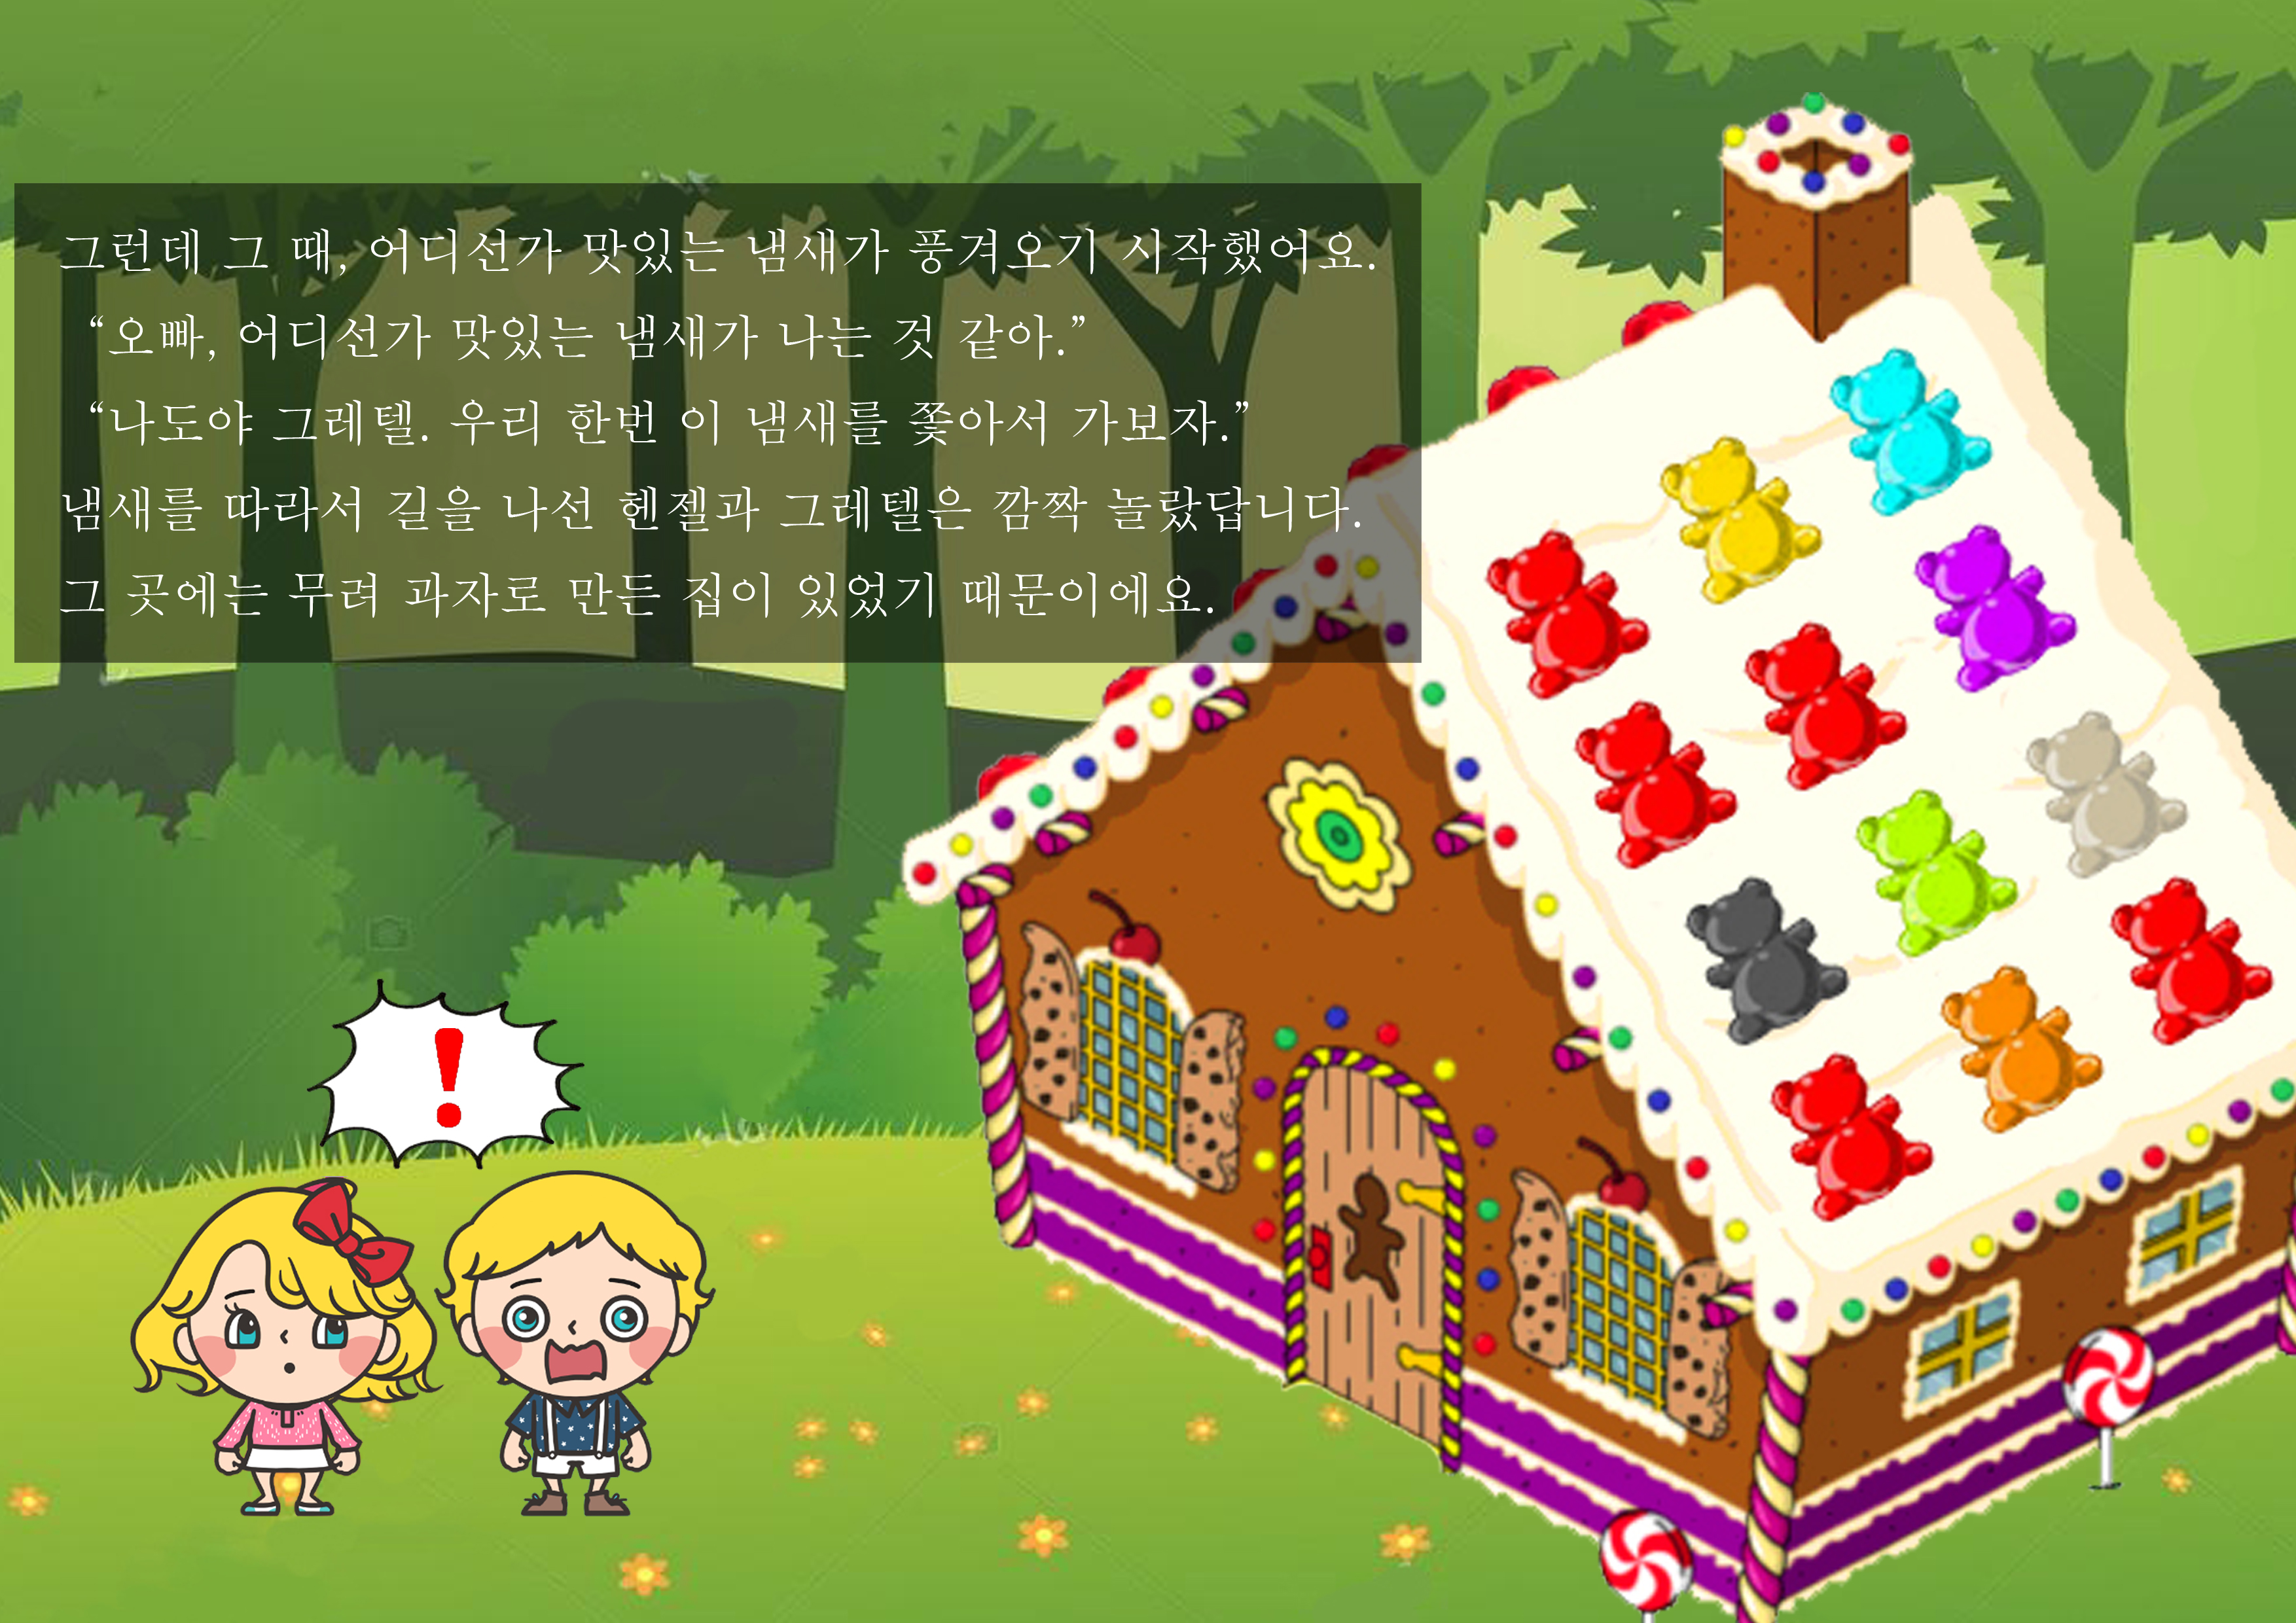 그런데 그 때, 어디선가 맛있는 냄새가 풍겨오기 시작했어요.
“오빠, 어디선가 맛있는 냄새가 나는 것 같아.”
“나도야 그레텔. 우리 한번 이 냄새를 쫓아서 가보자.”
냄새를 따라서 길을 나선 헨젤과 그레텔은 깜짝 놀랐답니다.
그 곳에는 무려 과자로 만든 집이 있었기 때문이에요.
!